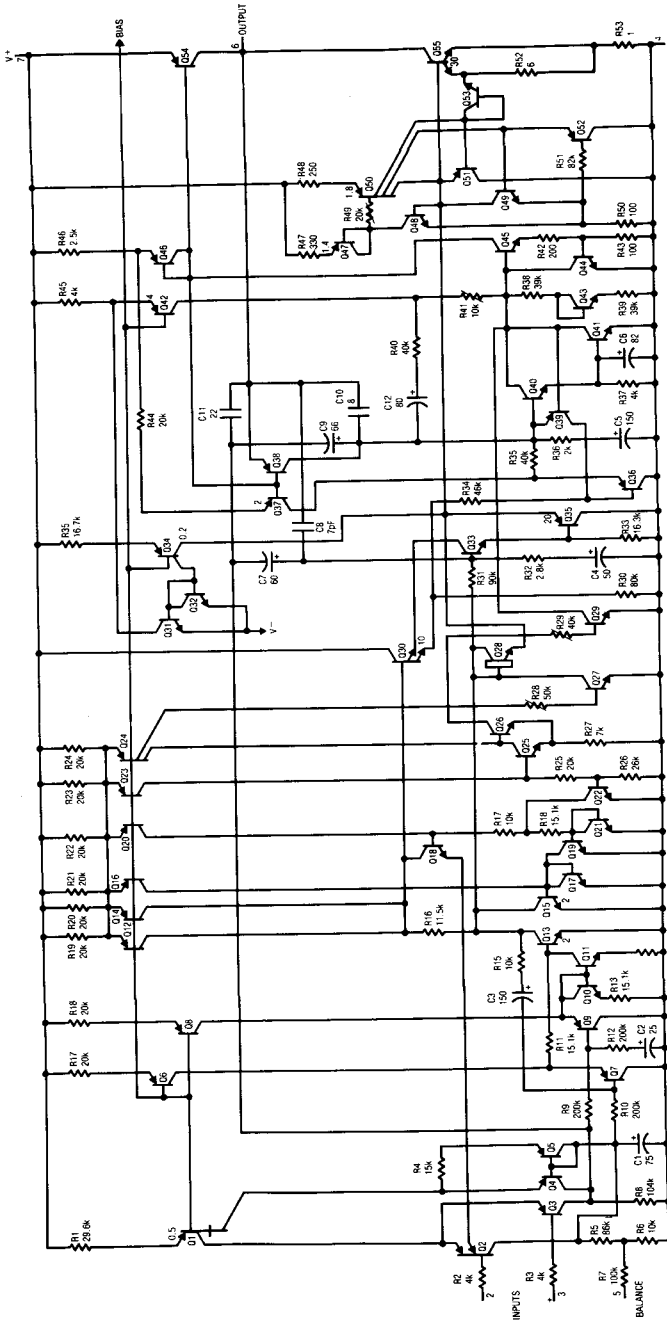 R1 29.6k
R17 20k
R18 20k
R19 20k
R20 20k
R21 20k
R22 20k
R23 20k
R24 20k
R35 16.7k
R45 4k
R46 2.5k
V+
7
0.5
Q1
Q6
Q8
Q12
Q14
Q16
Q20
Q23
Q24
Q31
Q32
Q34
0.2
V−
R44 20k
Q42
4
Q46
BIAS
Q54
R47 330
R48 250
1.4
Q47
R49 20k
1.8
Q50
OUTPUT
6
C11 22
C7 60
C8 7pF
C9 66
C10 8
C12 80
R40 40k
R41 10k
Q37
2
Q38
Q30
10
Q18
R16 11.5k
R4 15k
Q5
Q4
Q3
Q2
R2 4k
2
INPUTS
R3 4k
+
3
R9 200k
R10 200k
C3 150
R15 10k
R11 15.1k
Q7
Q9
Q10
Q11
Q13
2
R12 200k
C2 25
R13 15.1k
C1 75
R5 86k
R6 10k
R7 100k
5
BALANCE
R8 104k
Q15
2
Q17
Q19
Q21
R17 10k
R18 15.1k
Q22
R25 20k
R26 26k
Q25
Q26
R27 7k
R28 50k
Q27
Q28
R29 40k
Q29
R30 80k
R31 90k
Q33
R32 2.8k
C4 50
R34 46k
20
Q35
R33 16.3k
Q36
R35 40k
R36 2k
C5 150
Q39
Q40
R37 4k
C6 82
Q41
R38 39k
Q43
R39 39k
Q45
R42 200
Q44
R43 100
Q48
Q49
R50 100
Q51
R51 82k
Q52
Q53
Q55
30
R52 6
R53 1
4